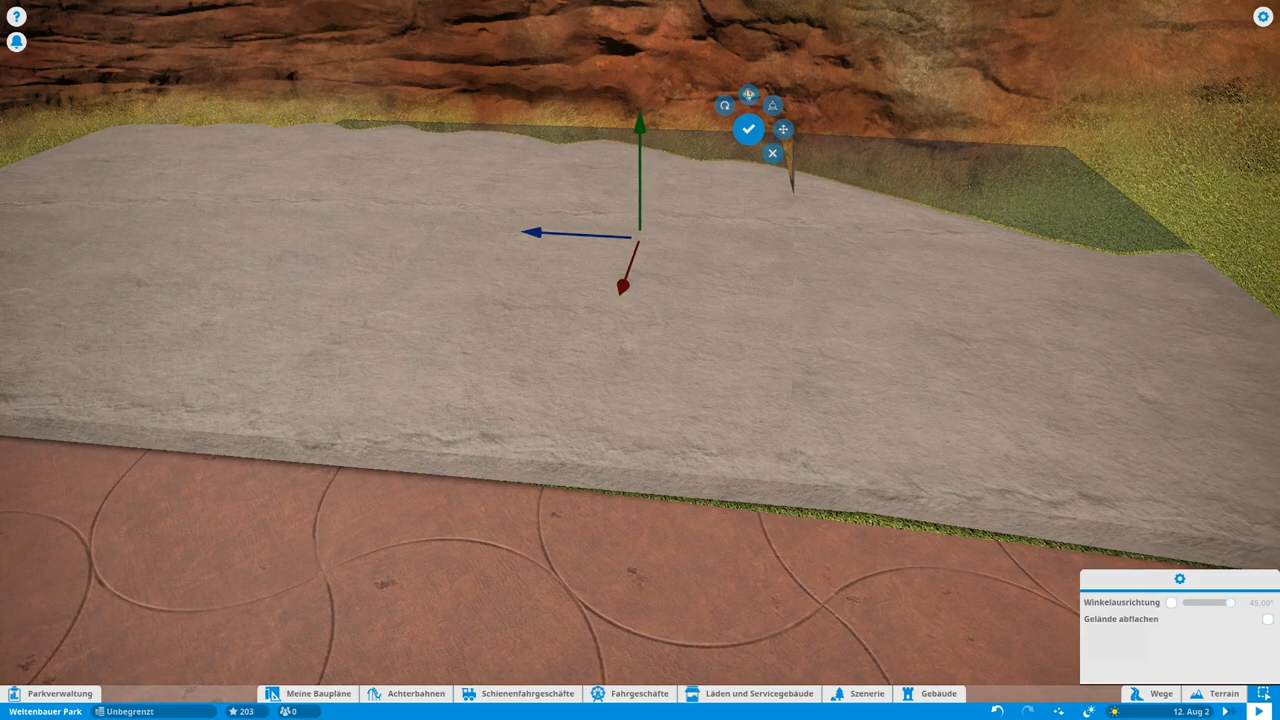 ?
Winkelausrichtung 45,00°
Gelände abflachen
Parkverwaltung Meine Baupläne Achterbahnen Schienenfahrgeschäfte Fahrgeschäfte Läden und Servicegebäude Szenerie Gebäude Wege Terrain
Weltenbauer Park Unbegrenzt 203 0 12. Aug 2